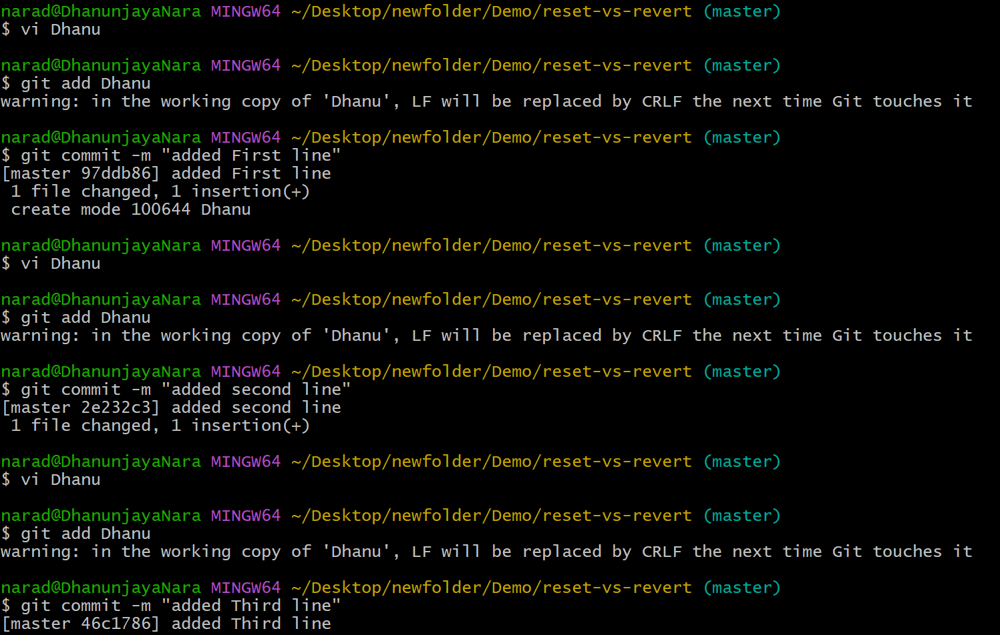 narad@DhanunjayaNara MINGW64 ~/Desktop/newfolder/Demo/reset-vs-revert (master)
$ vi Dhanu
narad@DhanunjayaNara MINGW64 ~/Desktop/newfolder/Demo/reset-vs-revert (master)
$ git add Dhanu
warning: in the working copy of 'Dhanu', LF will be replaced by CRLF the next time Git touches it
narad@DhanunjayaNara MINGW64 ~/Desktop/newfolder/Demo/reset-vs-revert (master)
$ git commit -m "added First line"
[master 97ddb86] added First line
 1 file changed, 1 insertion(+)
 create mode 100644 Dhanu
narad@DhanunjayaNara MINGW64 ~/Desktop/newfolder/Demo/reset-vs-revert (master)
$ vi Dhanu
narad@DhanunjayaNara MINGW64 ~/Desktop/newfolder/Demo/reset-vs-revert (master)
$ git add Dhanu
warning: in the working copy of 'Dhanu', LF will be replaced by CRLF the next time Git touches it
narad@DhanunjayaNara MINGW64 ~/Desktop/newfolder/Demo/reset-vs-revert (master)
$ git commit -m "added second line"
[master 2e232c3] added second line
 1 file changed, 1 insertion(+)
narad@DhanunjayaNara MINGW64 ~/Desktop/newfolder/Demo/reset-vs-revert (master)
$ vi Dhanu
narad@DhanunjayaNara MINGW64 ~/Desktop/newfolder/Demo/reset-vs-revert (master)
$ git add Dhanu
warning: in the working copy of 'Dhanu', LF will be replaced by CRLF the next time Git touches it
narad@DhanunjayaNara MINGW64 ~/Desktop/newfolder/Demo/reset-vs-revert (master)
$ git commit -m "added Third line"
[master 46c1786] added Third line